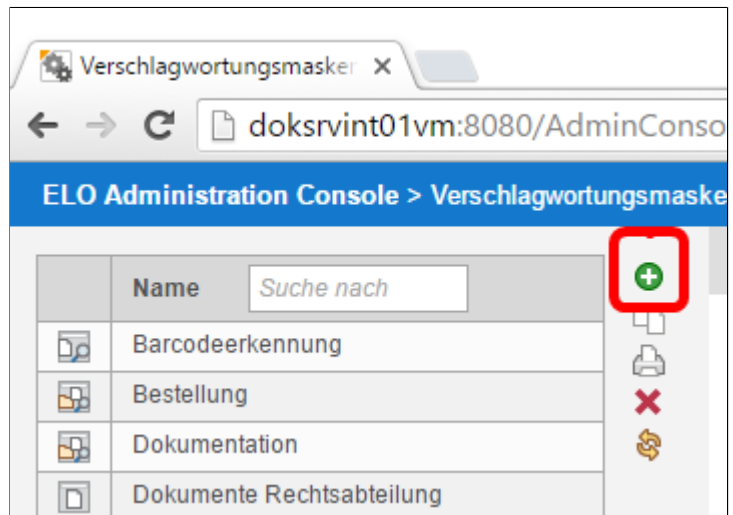 Verschlagwortungsmasker
doksrvint01vm:8080/AdminConso
ELO Administration Console > Verschlagwortungsmaske
Name Suche nach
Barcodeerkennung
Bestellung
Dokumentation
Dokumente Rechtsabteilung